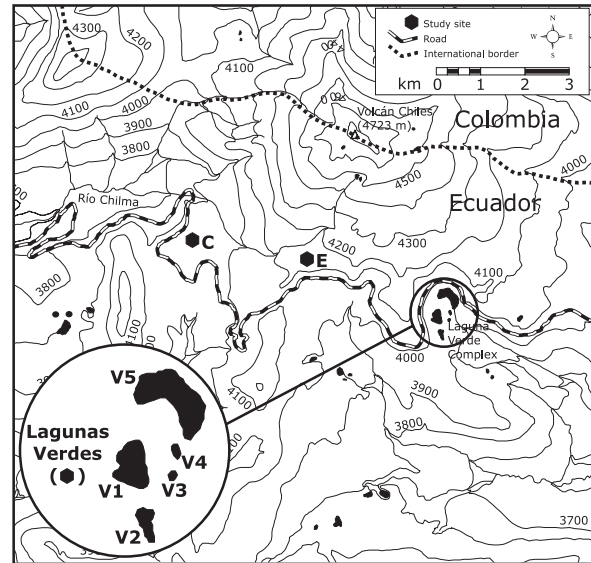 Study site
Road
International border
N
W E
S
km 0 1 2 3
4300
4200
4100
4100
4000
3900
3800
Volcán Chiles
(4723 m)
Colombia
4000
Río Chilma
4500
Ecuador
C
4300
E
4200
4100
3800
Laguna
Verde
Complex
4000
V5
4100
3900
3800
Lagunas
Verdes
( )
V4
V1
V3
V2
3700